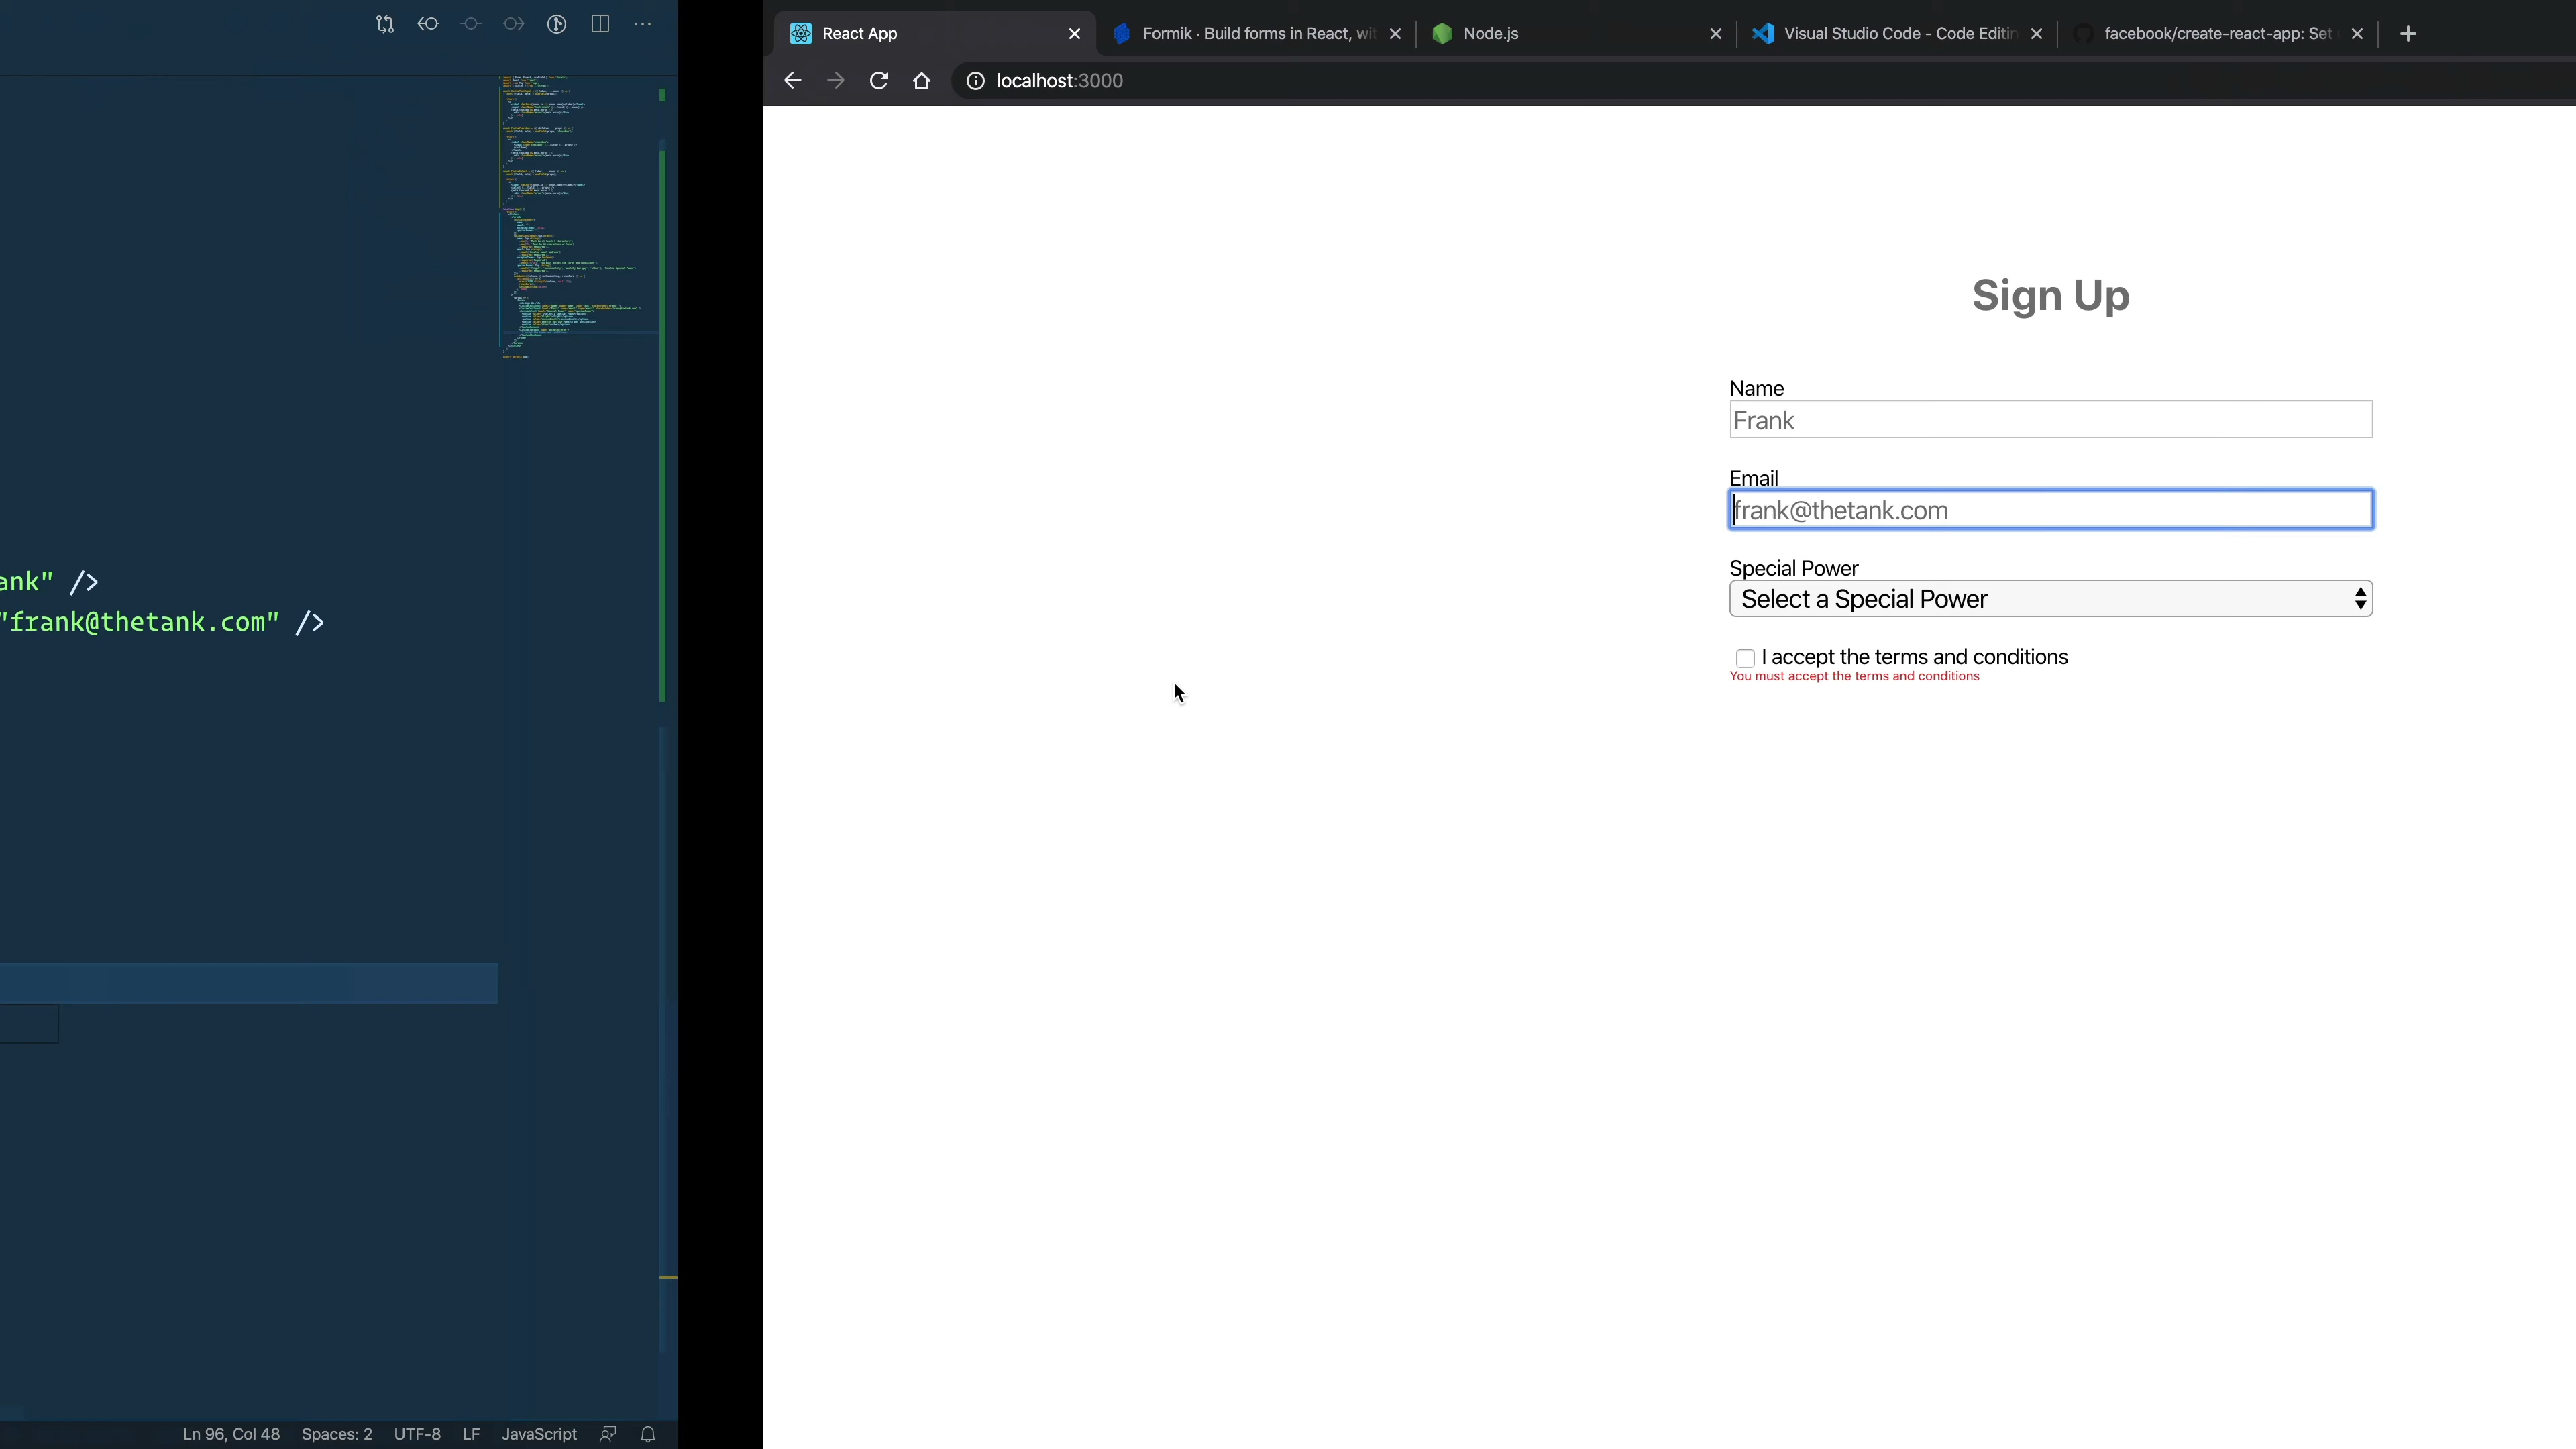 React App
Formik · Build forms in React, wit
Node.js
Visual Studio Code - Code Editin
facebook/create-react-app: Set
localhost:3000
Sign Up
Name
Frank
Email
frank@thetank.com
Special Power
Select a Special Power
I accept the terms and conditions
You must accept the terms and conditions
ank" />
"frank@thetank.com" />
Ln 96, Col 48 Spaces: 2 UTF-8 LF JavaScript